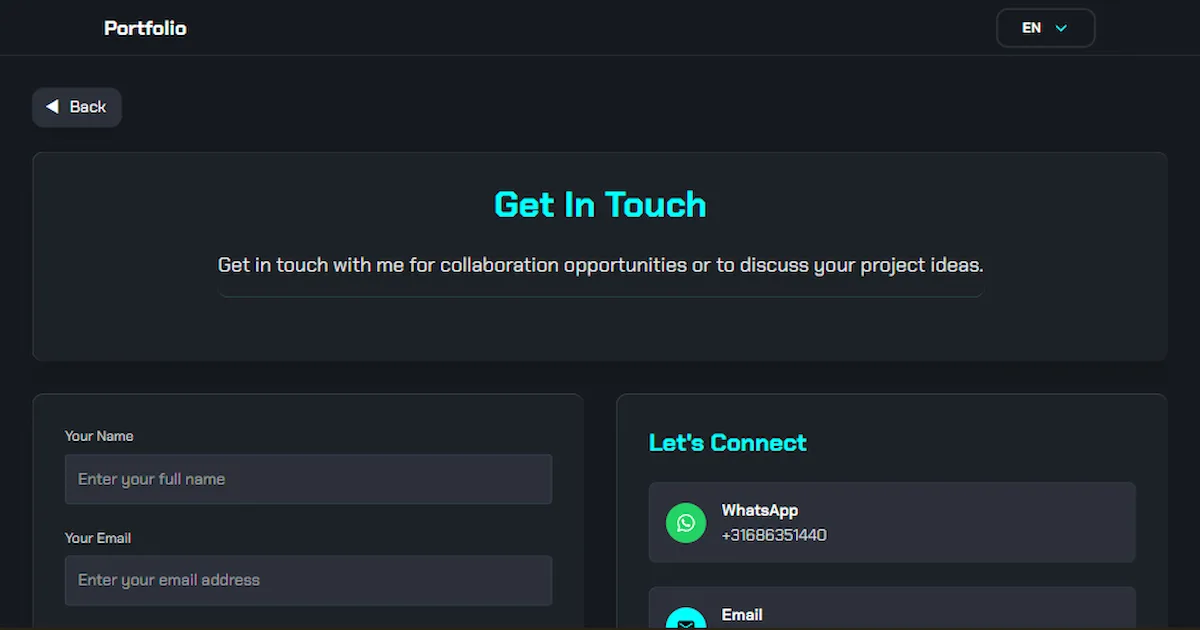 Portfolio
EN
Back
Get In Touch
Get in touch with me for collaboration opportunities or to discuss your project ideas.
Your Name
Enter your full name
Your Email
Enter your email address
Let's Connect
WhatsApp
+31686351440
Email